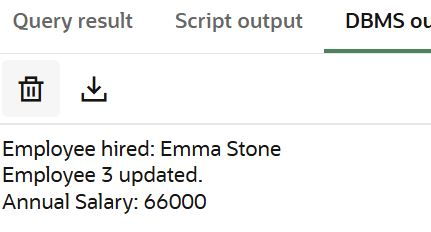 Query result Script output DBMS ou
Employee hired: Emma Stone
Employee 3 updated.
Annual Salary: 66000